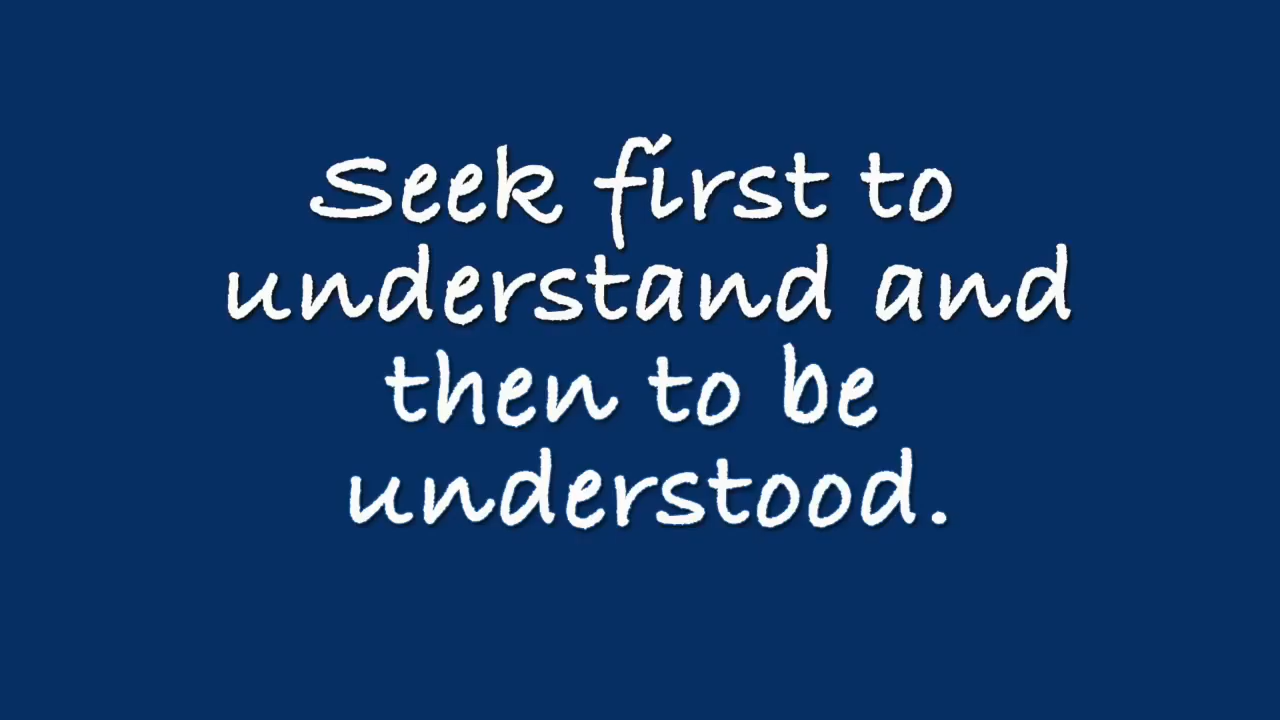 Seek first to
understand and
then to be
understood.